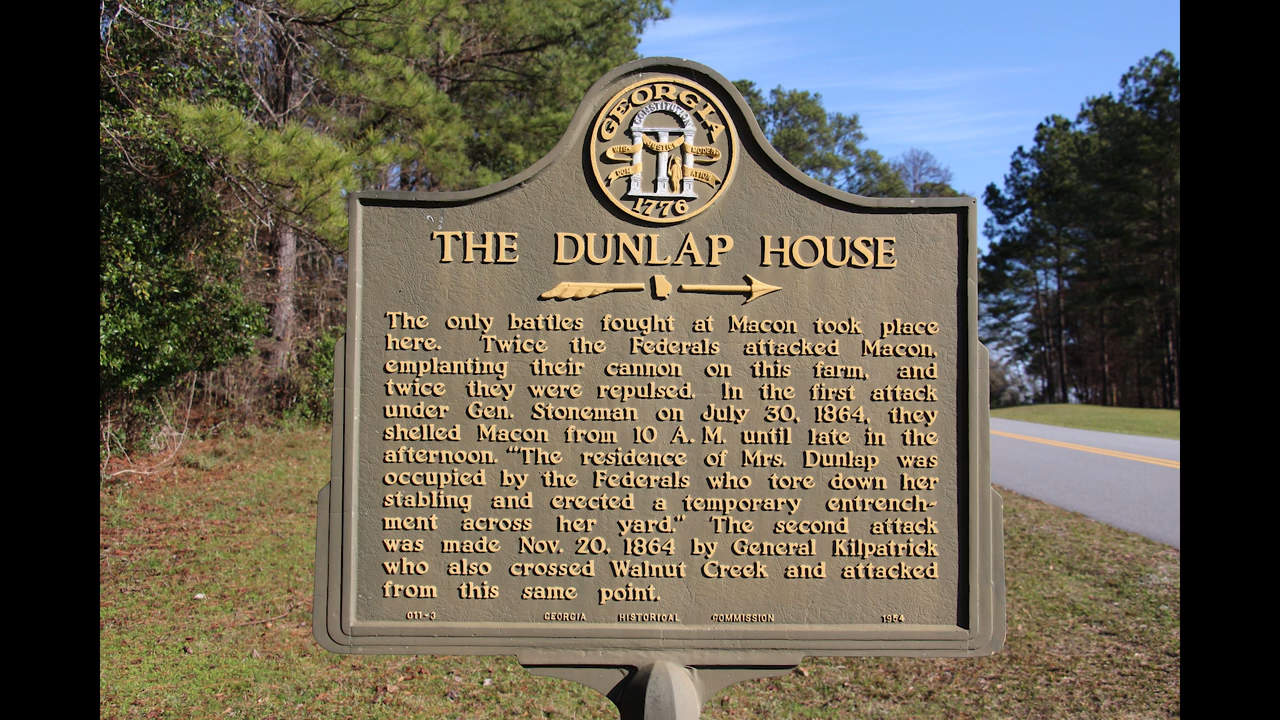 GEORGIA
CONSTITUTION
WIS JUSTICE MODER
DOM ATION
1776
THE DUNLAP HOUSE
The only battles fought at Macon took place
here. Twice the Federals attacked Macon,
emplanting their cannon on this farm, and
twice they were repulsed. In the first attack
under Gen. Stoneman on July 30, 1864, they
shelled Macon from 10 A. M. until late in the
afternoon. “The residence of Mrs. Dunlap was
occupied by the Federals who tore down her
stabling and erected a temporary entrench-
ment across her yard.” The second attack
was made Nov. 20, 1864 by General Kilpatrick
who also crossed Walnut Creek and attacked
from this same point.
011-3 GEORGIA HISTORICAL COMMISSION 1954